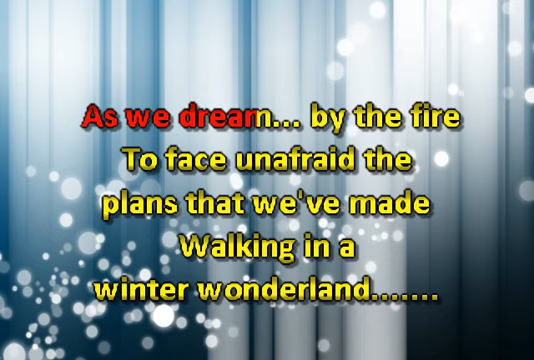 As we dream... by the fire
To face unafraid the
plans that we've made
Walking in a
winter wonderland.......